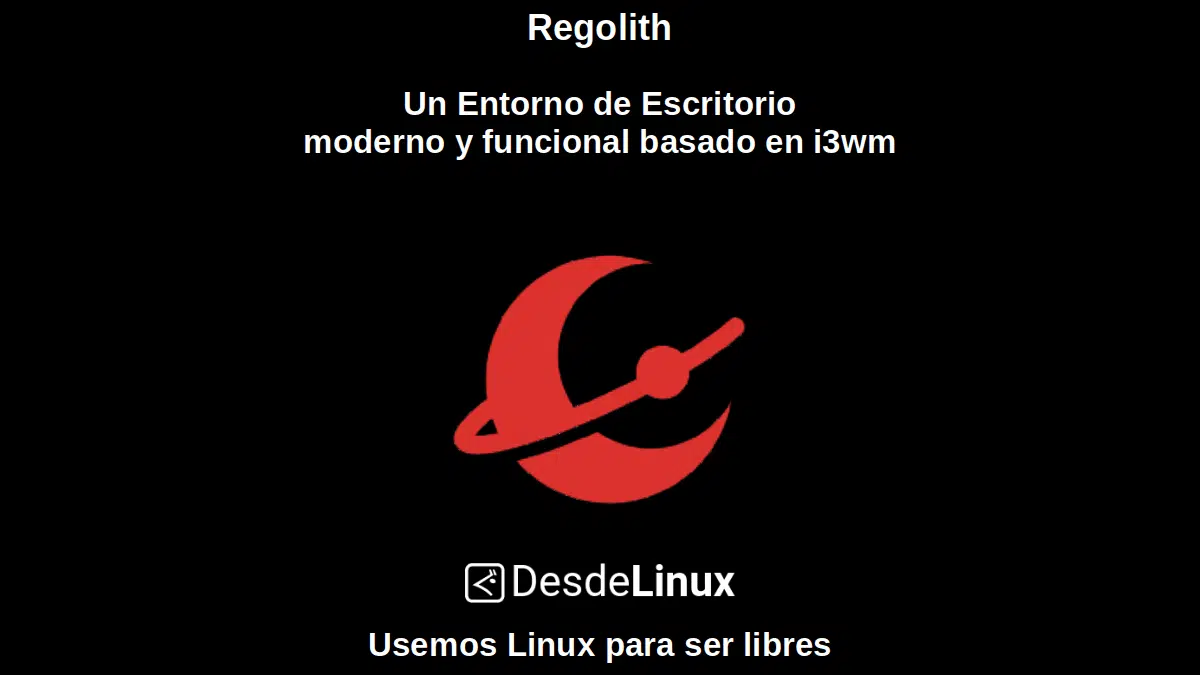 Regolith
Un Entorno de Escritorio
moderno y funcional basado en i3wm
DesdeLinux
Usemos Linux para ser libres